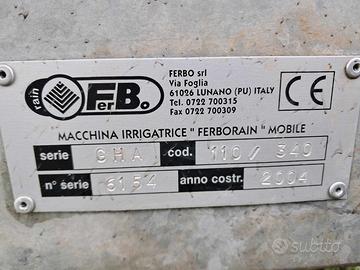 rain
FerBo.
FERBO srl
Via Foglia
61026 LUNANO (PU) ITALY
Tel. 0722 700315
Fax 0722 700309
CE
MACCHINA IRRIGATRICE " FERBORAIN " MOBILE
serie GHA cod. 110/ 340
n° serie 6154 anno costr. 2004
subito